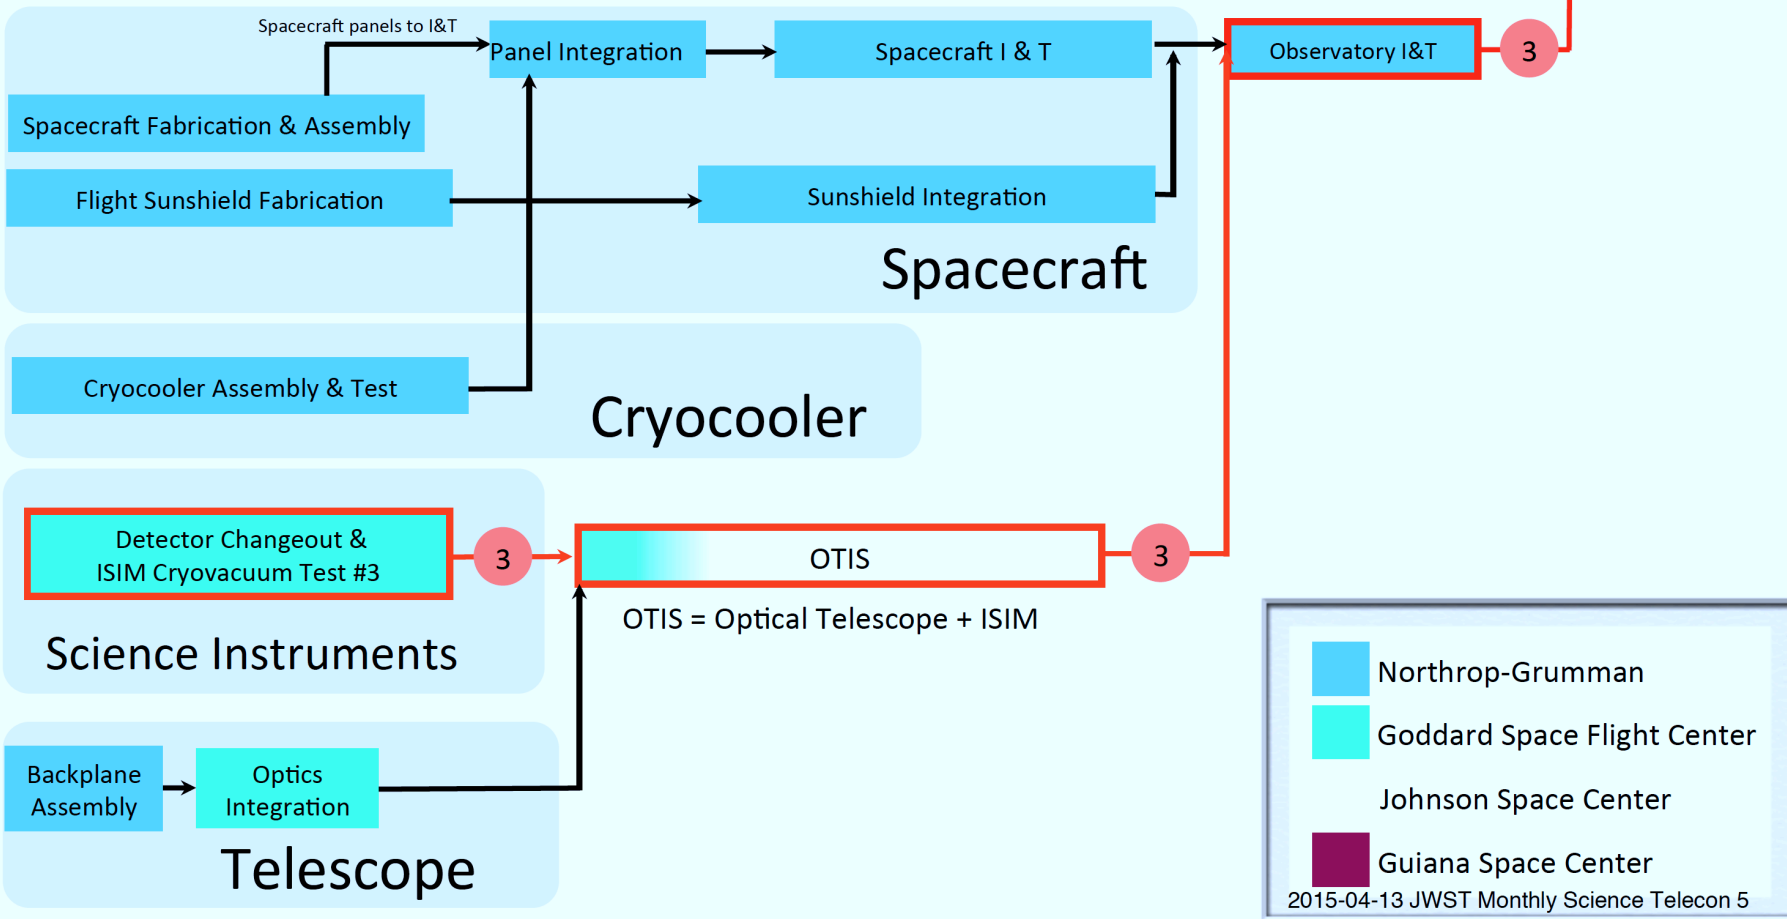 Spacecraft panels to I&T
Panel Integration
Spacecraft I & T
Observatory I&T
3
Spacecraft Fabrication & Assembly
Flight Sunshield Fabrication
Sunshield Integration
Spacecraft
Cryocooler Assembly & Test
Cryocooler
Detector Changeout &
ISIM Cryovacuum Test #3
3
OTIS
3
OTIS = Optical Telescope + ISIM
Science Instruments
Backplane
Assembly
Optics
Integration
Telescope
Northrop-Grumman
Goddard Space Flight Center
Johnson Space Center
Guiana Space Center
2015-04-13 JWST Monthly Science Telecon 5